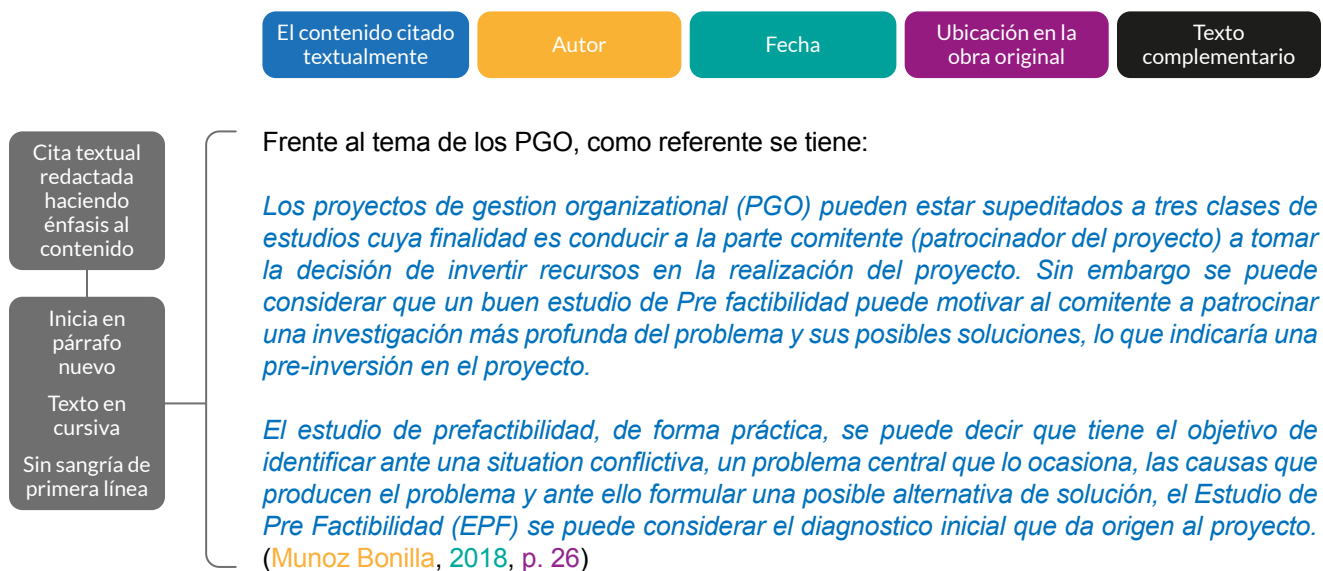 El contenido citado
textualmente
Autor
Fecha
Ubicación en la
obra original
Texto
complementario
Cita textual
redactada
haciendo
énfasis al
contenido
Inicia en
párrafo
nuevo
Texto en
cursiva
Sin sangría de
primera línea
Frente al tema de los PGO, como referente se tiene:
Los proyectos de gestion organizational (PGO) pueden estar supeditados a tres clases de
estudios cuya finalidad es conducir a la parte comitente (patrocinador del proyecto) a tomar
la decisión de invertir recursos en la realización del proyecto. Sin embargo se puede
considerar que un buen estudio de Pre factibilidad puede motivar al comitente a patrocinar
una investigación más profunda del problema y sus posibles soluciones, lo que indicaría una
pre-inversión en el proyecto.
El estudio de prefactibilidad, de forma práctica, se puede decir que tiene el objetivo de
identificar ante una situation conflictiva, un problema central que lo ocasiona, las causas que
producen el problema y ante ello formular una posible alternativa de solución, el Estudio de
Pre Factibilidad (EPF) se puede considerar el diagnostico inicial que da origen al proyecto.
(Munoz Bonilla, 2018, p. 26)